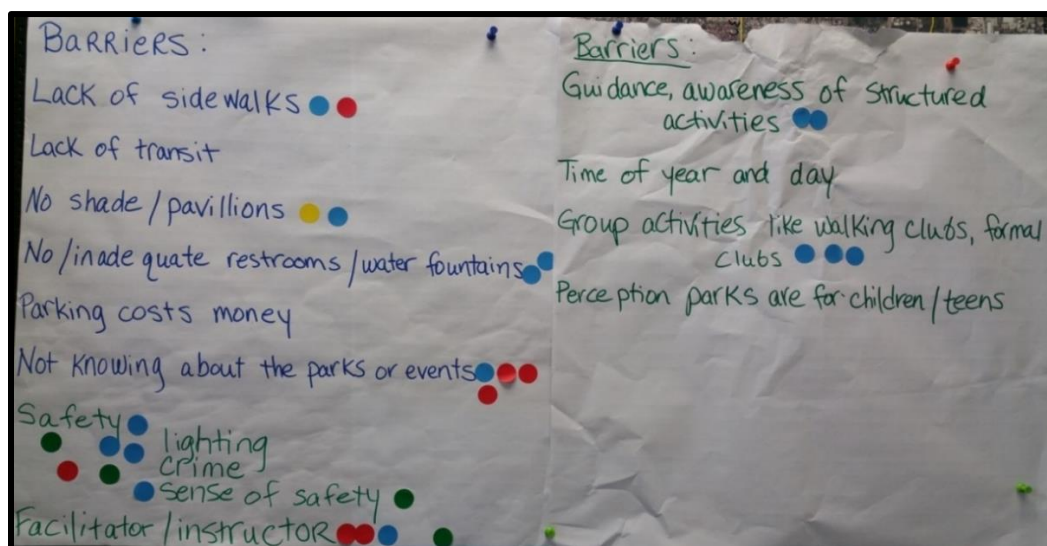 BARRIERS:
Lack of sidewalks
Lack of transit
No shade/pavillions
No/inadequate restrooms/water fountains
Parking costs money
Not knowing about the parks or events
Safety
lighting
crime
sense of safety
Facilitator/instructor
Barriers:
Guidance, awareness of structured
activities
Time of year and day
Group activities like walking clubs, formal
clubs
Perception parks are for children/teens